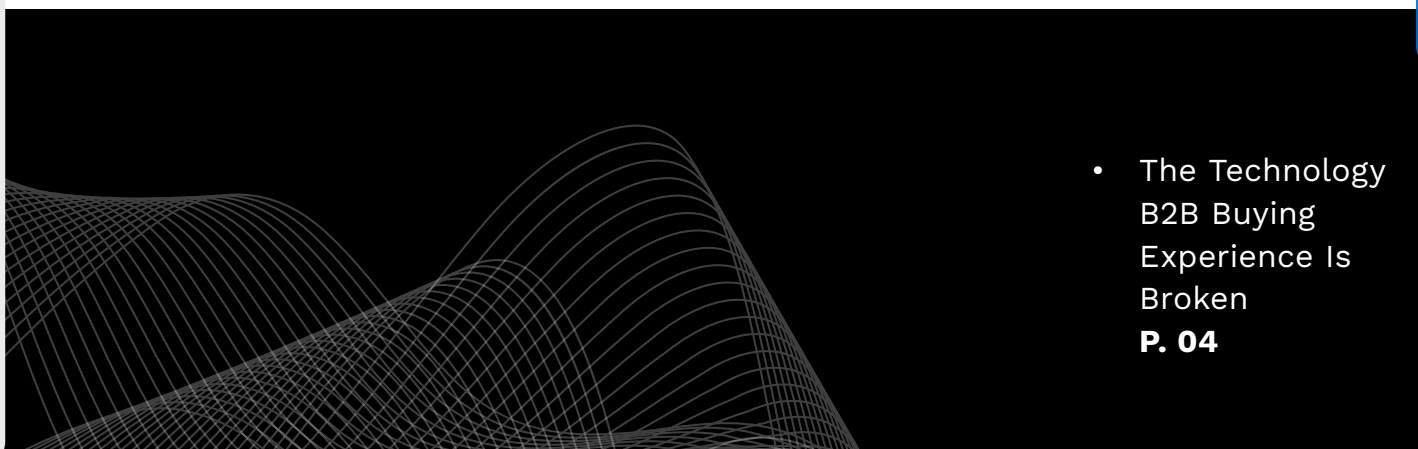 • The Technology
B2B Buying
Experience Is
Broken
P. 04